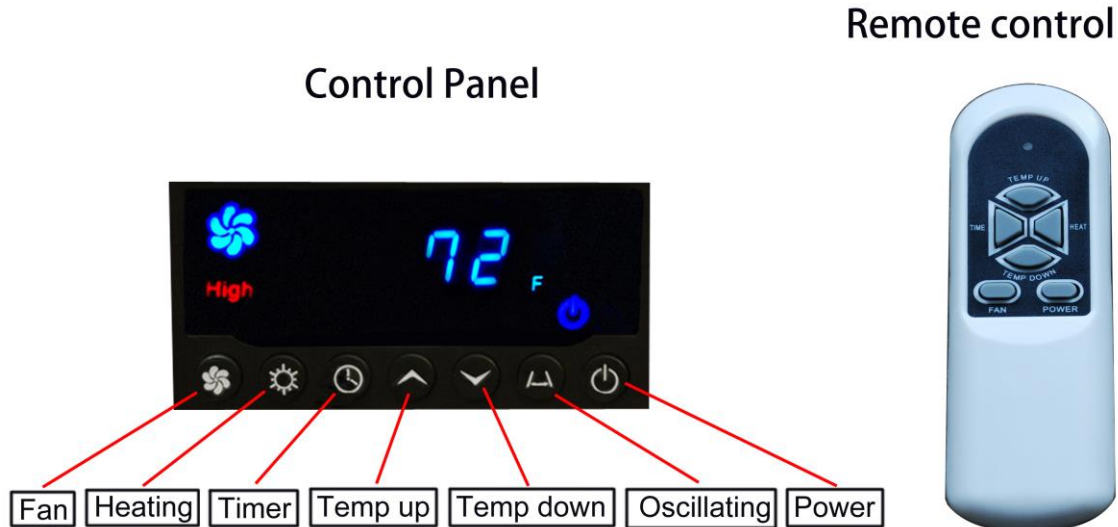 Remote control
Control Panel
High
72 F
TEMP UP
TIME
HEAT
TEMP DOWN
FAN
POWER
Fan
Heating
Timer
Temp up
Temp down
Oscillating
Power